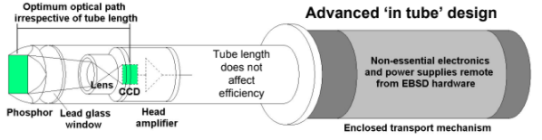 Optimum optical path
irrespective of tube length
Advanced ‘in tube’ design
Tube length
does not
affect
efficiency
Non-essential electronics
and power supplies remote
from EBSD hardware
Lens
CCD
Phosphor
Lead glass
window
Head
amplifier
Enclosed transport mechanism